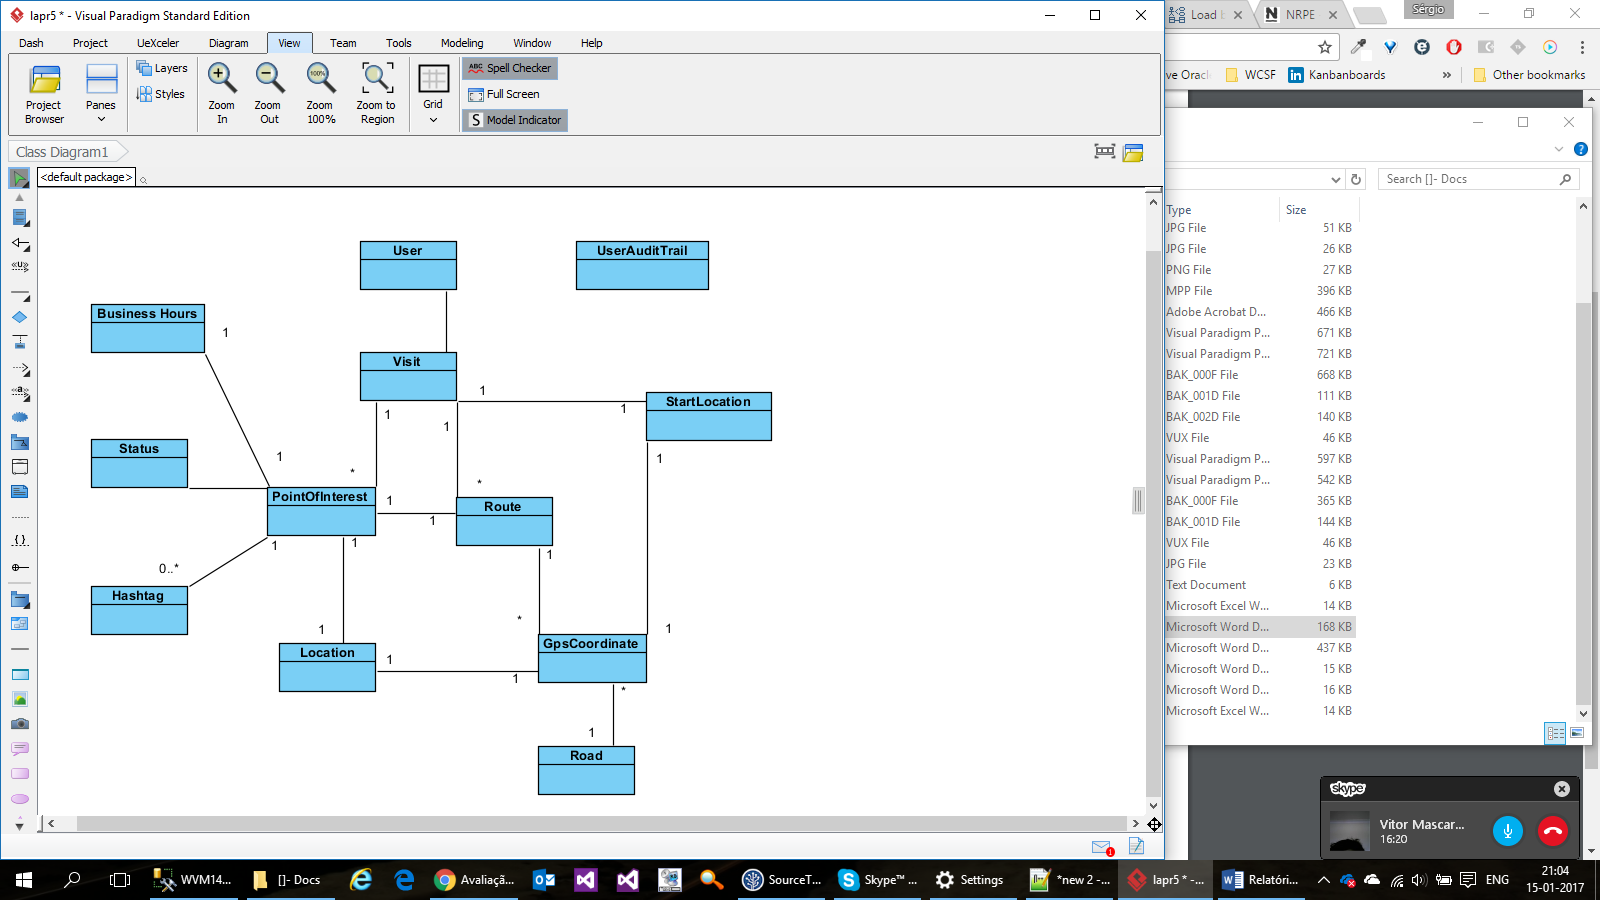 lapr5 * - Visual Paradigm Standard Edition
Dash Project UeXceler Diagram View Team Tools Modeling Window Help
Project Browser
Panes
Layers
Styles
Zoom In
Zoom Out
100%
Zoom 100%
Zoom to Region
Grid
ABC Spell Checker
Full Screen
S Model Indicator
Class Diagram1
<default package>
User
UserAuditTrail
Business Hours
1
Visit
1
1
StartLocation
1
1
Status
1
1
*
*
PointOfInterest
1
1
Route
1
1
1
0..*
Hashtag
*
1
1
Location
1
1
GpsCoordinate
*
1
Road
Load b
NRPE
Sérgio
ve Oracl
WCSF
Kanbanboards
»
Other bookmarks
Search []- Docs
Type Size
JPG File 51 KB
JPG File 26 KB
PNG File 27 KB
MPP File 396 KB
Adobe Acrobat D... 466 KB
Visual Paradigm P... 671 KB
Visual Paradigm P... 721 KB
BAK_000F File 668 KB
BAK_001D File 111 KB
BAK_002D File 140 KB
VUX File 46 KB
Visual Paradigm P... 597 KB
Visual Paradigm P... 542 KB
BAK_000F File 365 KB
BAK_001D File 144 KB
VUX File 46 KB
JPG File 23 KB
Text Document 6 KB
Microsoft Excel W... 14 KB
Microsoft Word D... 168 KB
Microsoft Word D... 437 KB
Microsoft Word D... 15 KB
Microsoft Word D... 16 KB
Microsoft Excel W... 14 KB
skype
Vitor Mascar...
16:20
WVM14...
[]- Docs
Avaliaçã...
SourceT...
Skype™ ...
Settings
*new 2 -...
lapr5 * -...
Relatóri...
ENG
21:04
15-01-2017